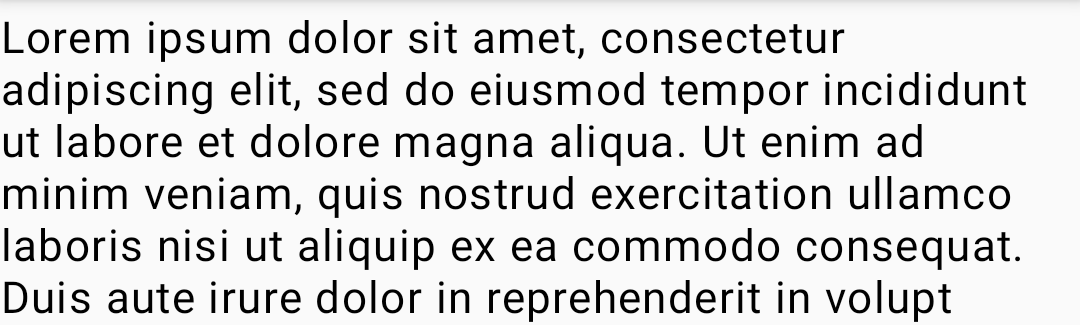 Lorem ipsum dolor sit amet, consectetur
adipiscing elit, sed do eiusmod tempor incididunt
ut labore et dolore magna aliqua. Ut enim ad
minim veniam, quis nostrud exercitation ullamco
laboris nisi ut aliquip ex ea commodo consequat.
Duis aute irure dolor in reprehenderit in volupt